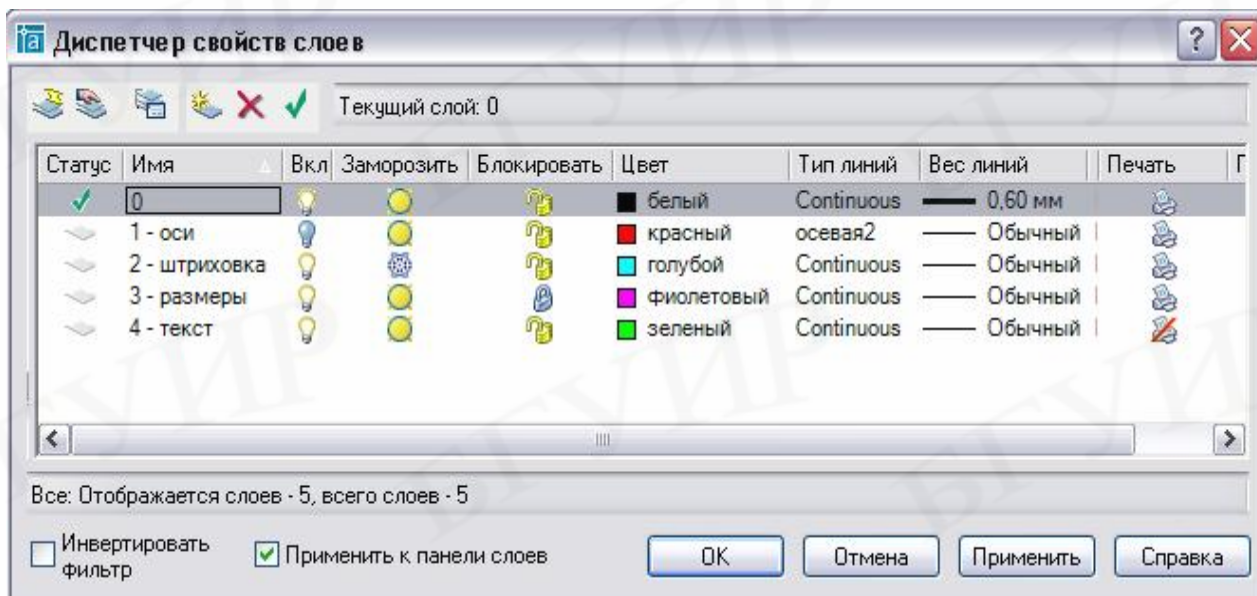 Диспетчер свойств слоев
Текущий слой: 0
Статус Имя Вкл Заморозить Блокировать Цвет Тип линий Вес линий Печать
0 белый Continuous 0,60 мм
1 - оси красный осевая2 Обычный
2 - штриховка голубой Continuous Обычный
3 - размеры фиолетовый Continuous Обычный
4 - текст зеленый Continuous Обычный
Все: Отображается слоев - 5, всего слоев - 5
Инвертировать фильтр
Применить к панели слоев
ОК Отмена Применить Справка
БГУИР